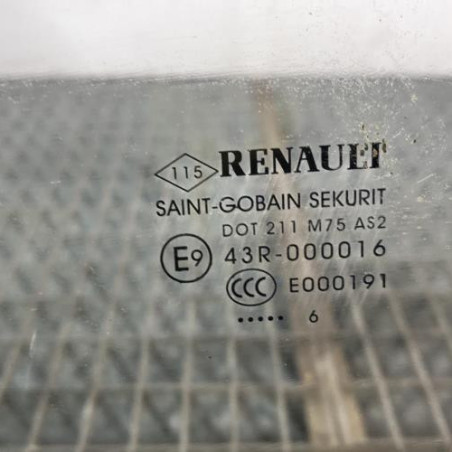 115 RENAULT
SAINT-GOBAIN SEKURIT
DOT 211 M75 AS2
E9 43R-000016
CCC E000191
..... 6